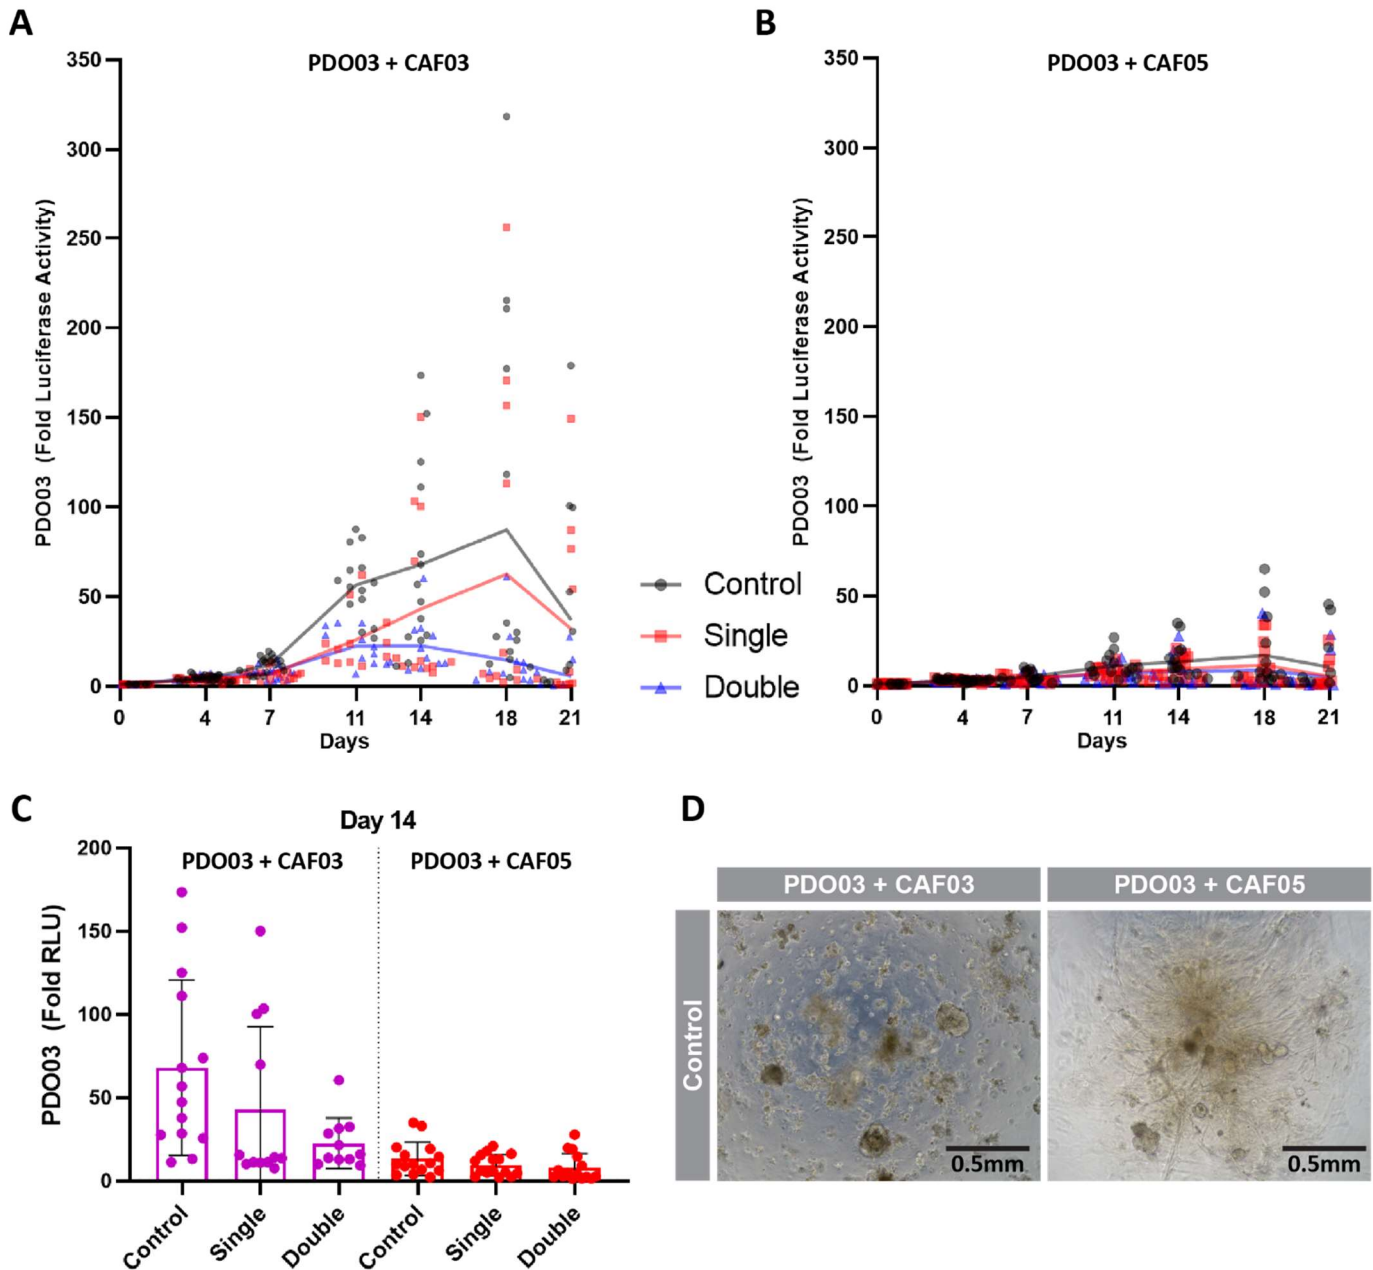 A
PDO03 + CAF03
350
300
250
200
150
100
50
0
PDO03 (Fold Luciferase Activity)
0 4 7 11 14 18 21
Days
Control
Single
Double
B
PDO03 + CAF05
350
300
250
200
150
100
50
0
PDO03 (Fold Luciferase Activity)
0 4 7 11 14 18 21
Days
C
Day 14
PDO03 + CAF03 PDO03 + CAF05
200
150
100
50
0
PDO03 (Fold RLU)
Control Single Double Control Single Double
D
PDO03 + CAF03 PDO03 + CAF05
Control
0.5mm 0.5mm